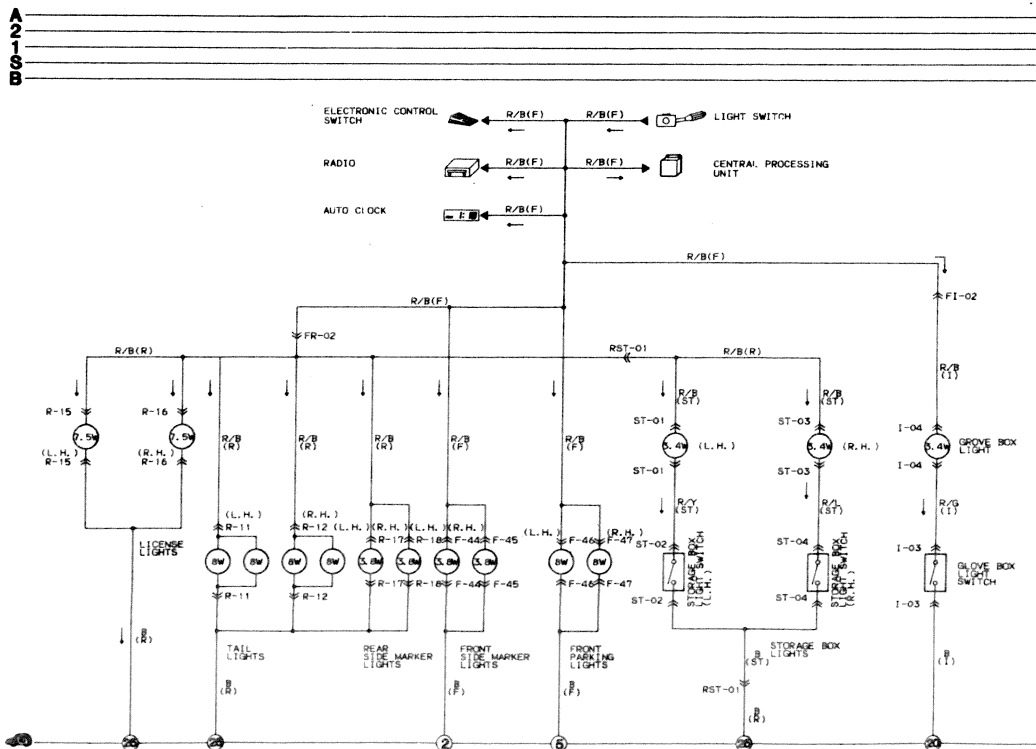 A
2
1
S
B
ELECTRONIC CONTROL
SWITCH
R/B(F)
R/B(F)
LIGHT SWITCH
RADIO
R/B(F)
R/B(F)
CENTRAL PROCESSING
UNIT
AUTO CLOCK
R/B(F)
R/B(F)
R/B(F)
FI-02
FR-02
R/B(R)
RST-01
R/B(R)
R/B
(I)
R-15
R-16
R/B
(ST)
R/B
(ST)
ST-01
ST-03
I-04
7.5W
7.5W
R/B
(R)
R/B
(R)
R/B
(R)
R/B
(F)
R/B
(F)
3.4W
(L.H.)
3.4W
(R.H.)
3.4W
GROVE BOX
LIGHT
(L.H.)
R-15
(R.H.)
R-16
ST-01
ST-03
I-04
R/Y
(ST)
R/L
(ST)
R/G
(I)
LICENSE
LIGHTS
(L.H.)
R-11
(R.H.)
R-12
(L.H.)
R-17
(R.H.)
R-18
(L.H.)
F-44
(R.H.)
F-45
(L.H.)
F-46
(R.H.)
F-47
ST-02
ST-04
I-03
8W
8W
8W
8W
3.8W
3.8W
3.8W
3.8W
8W
8W
STORAGE BOX
LIGHT SWITCH
(L.H.)
STORAGE BOX
LIGHT SWITCH
(R.H.)
GLOVE BOX
LIGHT
SWITCH
R-11
R-12
R-17
R-18
F-44
F-45
F-46
F-47
ST-02
ST-04
I-03
B
(R)
TAIL
LIGHTS
REAR
SIDE MARKER
LIGHTS
FRONT
SIDE MARKER
LIGHTS
FRONT
PARKING
LIGHTS
B
(ST)
STORAGE BOX
LIGHTS
B
(I)
B
(R)
B
(F)
B
(F)
RST-01
B
(R)
2
5
20